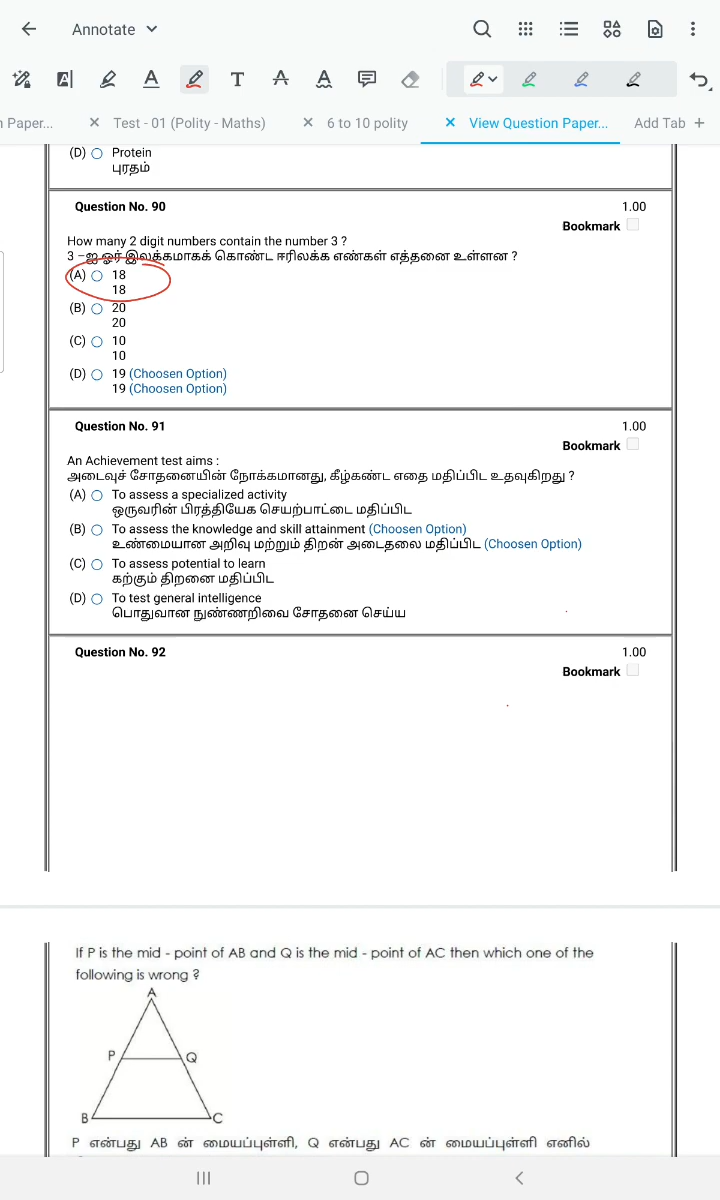 Annotate
T
n Paper...
Test - 01 (Polity - Maths)
6 to 10 polity
View Question Paper...
Add Tab +
(D) Protein
புரதம்
Question No. 90 1.00
Bookmark
How many 2 digit numbers contain the number 3 ?
3 –ஐ ஓர் இலக்கமாகக் கொண்ட ஈரிலக்க எண்கள் எத்தனை உள்ளன ?
(A) 18
18
(B) 20
20
(C) 10
10
(D) 19 (Choosen Option)
19 (Choosen Option)
Question No. 91 1.00
Bookmark
An Achievement test aims :
அடைவுச் சோதனையின் நோக்கமானது, கீழ்கண்ட எதை மதிப்பிட உதவுகிறது ?
(A) To assess a specialized activity
ஒருவரின் பிரத்தியேக செயற்பாட்டை மதிப்பிட
(B) To assess the knowledge and skill attainment (Choosen Option)
உண்மையான அறிவு மற்றும் திறன் அடைதலை மதிப்பிட (Choosen Option)
(C) To assess potential to learn
கற்கும் திறனை மதிப்பிட
(D) To test general intelligence
பொதுவான நுண்ணறிவை சோதனை செய்ய
Question No. 92 1.00
Bookmark
If P is the mid - point of AB and Q is the mid - point of AC then which one of the
following is wrong ?
A
P Q
B C
P என்பது AB ன் மையப்புள்ளி, Q என்பது AC ன் மையப்புள்ளி எனில்